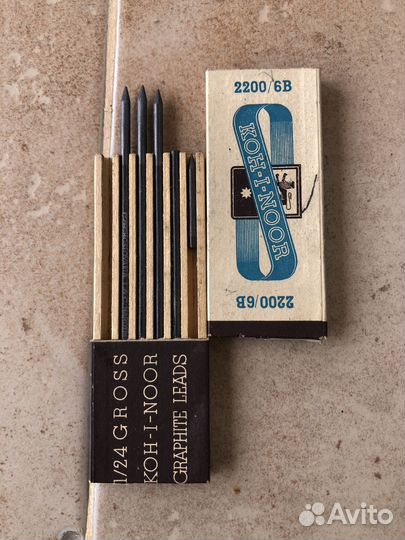 2200/6B
KOH-I-NOOR
2200/6B
1/24 GROSS
KOH-I-NOOR
GRAPHITE LEADS
Avito